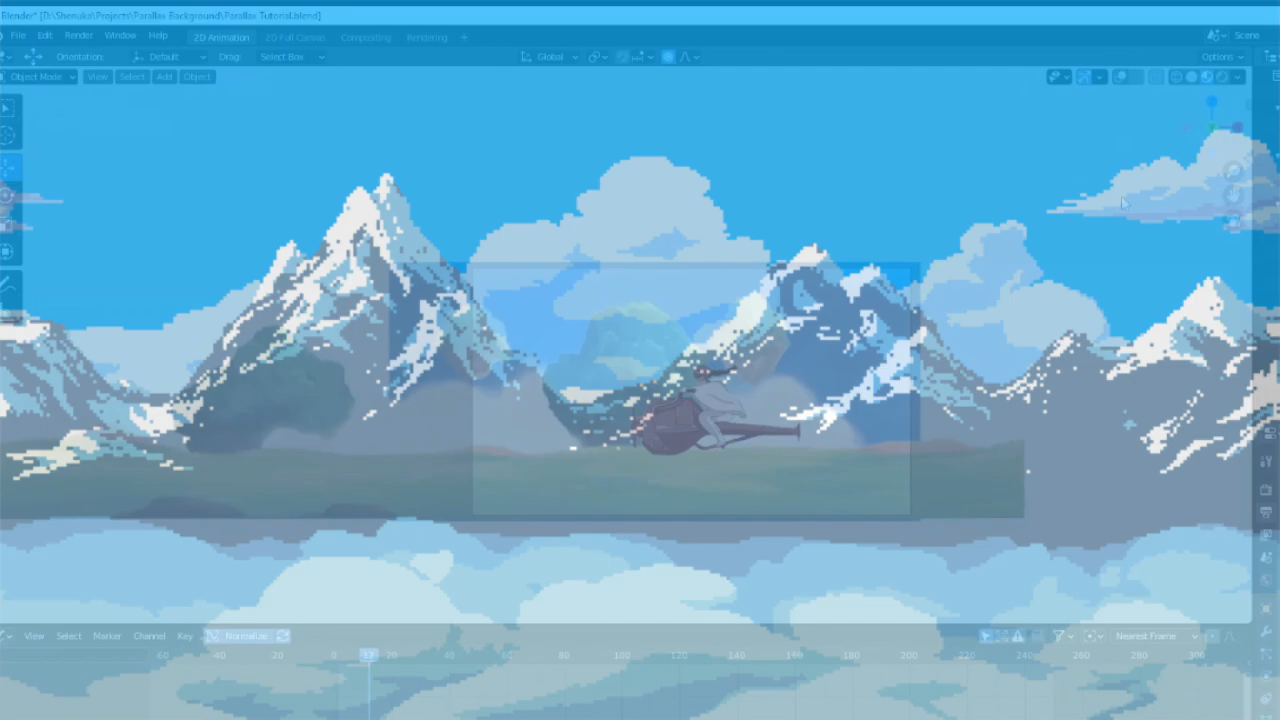 Blender* [D:\Shenuka\Projects\Parallax Background\Parallax Tutorial.blend]
File Edit Render Window Help 2D Animation 2D Full Canvas Compositing Rendering + Scene
Orientation: Default Drag: Select Box Global Options
Object Mode View Select Add Object
View Select Marker Channel Key Normalize Nearest Frame
60 40 20 0 12 20 40 60 80 100 120 140 160 180 200 220 240 260 280 300